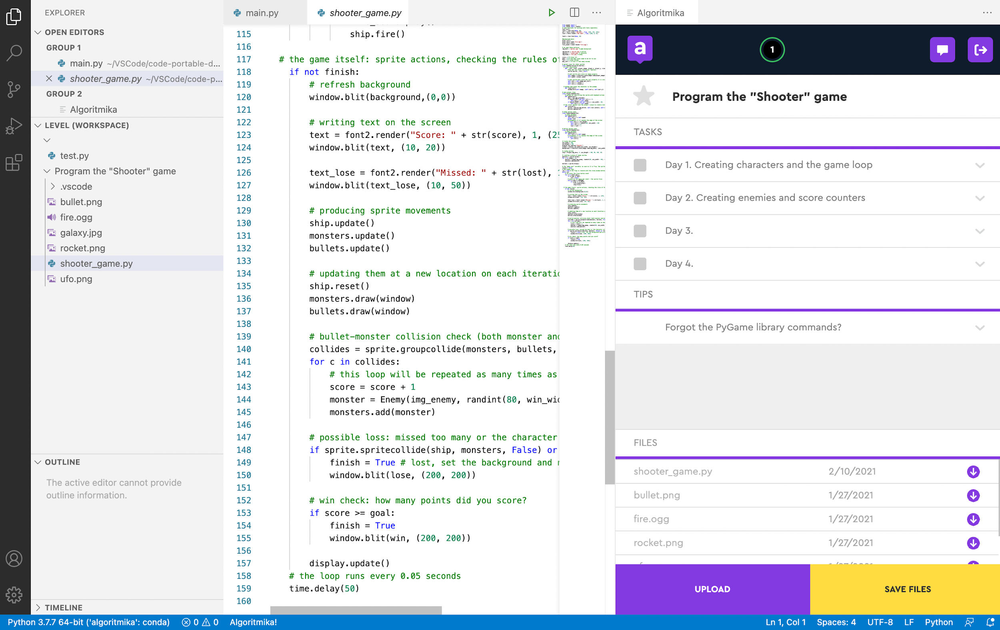 EXPLORER
OPEN EDITORS
GROUP 1
main.py ~/VSCode/code-portable-d...
shooter_game.py ~/VSCode/code-p...
GROUP 2
Algoritmika
LEVEL (WORKSPACE)
test.py
Program the "Shooter" game
.vscode
bullet.png
fire.ogg
galaxy.jpg
rocket.png
shooter_game.py
ufo.png
OUTLINE
The active editor cannot provide
outline information.
TIMELINE
main.py
shooter_game.py
115 ship.fire()
116
117 # the game itself: sprite actions, checking the rules of
118 if not finish:
119 # refresh background
120 window.blit(background,(0,0))
121
122 # writing text on the screen
123 text = font2.render("Score: " + str(score), 1, (25
124 window.blit(text, (10, 20))
125
126 text_lose = font2.render("Missed: " + str(lost),
127 window.blit(text_lose, (10, 50))
128
129 # producing sprite movements
130 ship.update()
131 monsters.update()
132 bullets.update()
133
134 # updating them at a new location on each iteratio
135 ship.reset()
136 monsters.draw(window)
137 bullets.draw(window)
138
139 # bullet-monster collision check (both monster and
140 collides = sprite.groupcollide(monsters, bullets,
141 for c in collides:
142 # this loop will be repeated as many times as
143 score = score + 1
144 monster = Enemy(img_enemy, randint(80, win_wid
145 monsters.add(monster)
146
147 # possible loss: missed too many or the character
148 if sprite.spritecollide(ship, monsters, False) or
149 finish = True # lost, set the background and
150 window.blit(lose, (200, 200))
151
152 # win check: how many points did you score?
153 if score >= goal:
154 finish = True
155 window.blit(win, (200, 200))
156
157 display.update()
158 # the loop runs every 0.05 seconds
159 time.delay(50)
160
Algoritmika
a
1
Program the "Shooter" game
TASKS
Day 1. Creating characters and the game loop
Day 2. Creating enemies and score counters
Day 3.
Day 4.
TIPS
Forgot the PyGame library commands?
FILES
shooter_game.py 2/10/2021
bullet.png 1/27/2021
fire.ogg 1/27/2021
rocket.png 1/27/2021
UPLOAD
SAVE FILES
Python 3.7.7 64-bit ('algoritmika': conda) 0 0 Algoritmika!
Ln 1, Col 1 Spaces: 4 UTF-8 LF Python